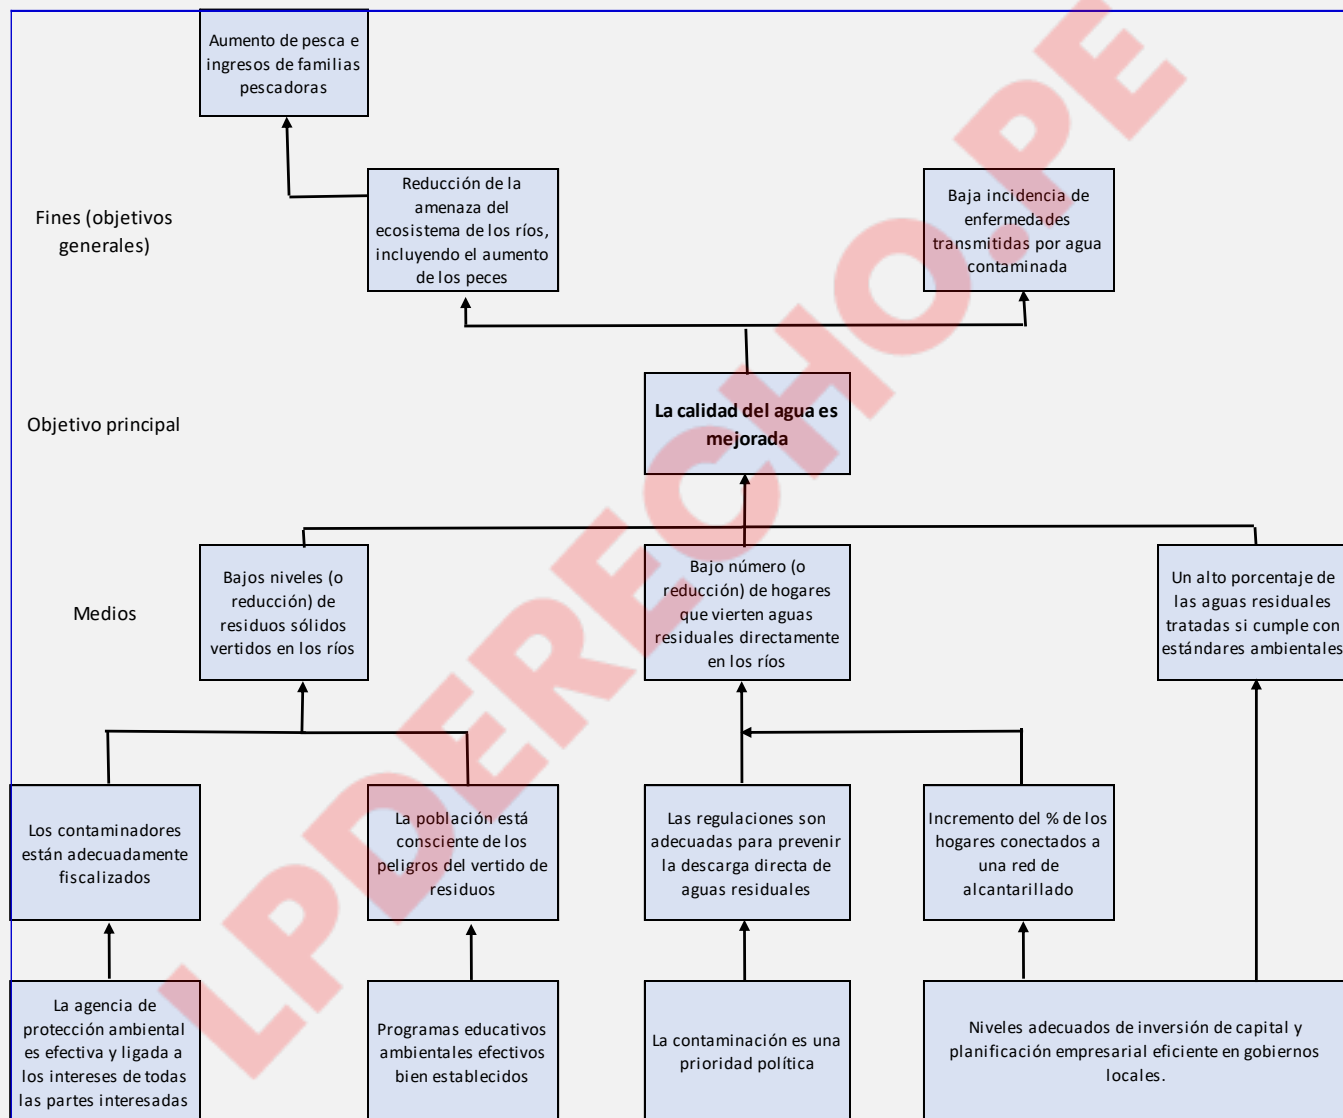 Aumento de pesca e
ingresos de familias
pescadoras
Fines (objetivos
generales)
Reducción de la
amenaza del
ecosistema de los ríos,
incluyendo el aumento
de los peces
Baja incidencia de
enfermedades
transmitidas por agua
contaminada
Objetivo principal
La calidad del agua es
mejorada
Medios
Bajos niveles (o
reducción) de
residuos sólidos
vertidos en los ríos
Bajo número (o
reducción) de hogares
que vierten aguas
residuales directamente
en los ríos
Un alto porcentaje de
las aguas residuales
tratadas si cumple con
estándares ambientales
Los contaminadores
están adecuadamente
fiscalizados
La población está
consciente de los
peligros del vertido de
residuos
Las regulaciones son
adecuadas para prevenir
la descarga directa de
aguas residuales
Incremento del % de los
hogares conectados a
una red de
alcantarillado
La agencia de
protección ambiental
es efectiva y ligada a
los intereses de todas
las partes interesadas
Programas educativos
ambientales efectivos
bien establecidos
La contaminación es una
prioridad política
Niveles adecuados de inversión de capital y
planificación empresarial eficiente en gobiernos
locales.
LPDERECHO.PE